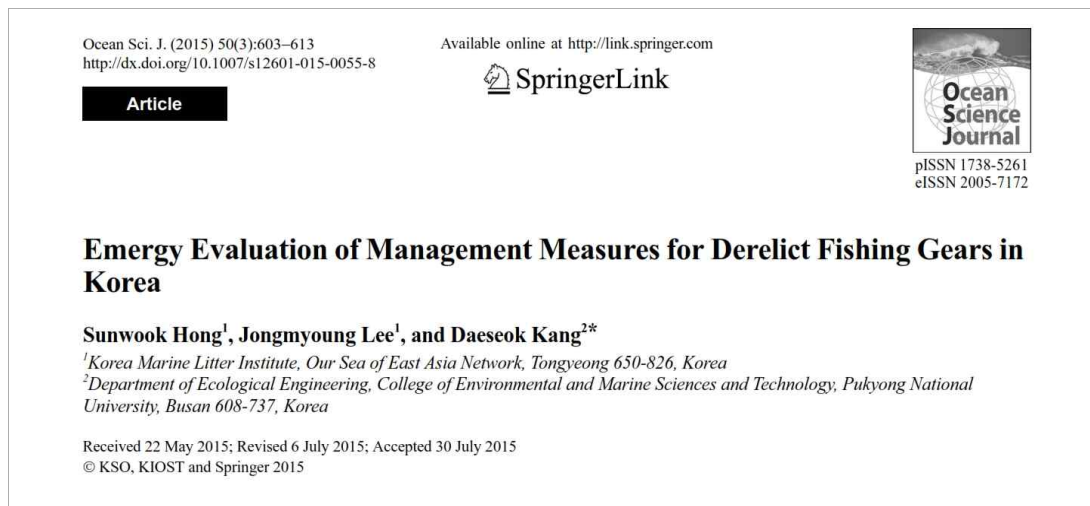 Ocean Sci. J. (2015) 50(3):603–613
http://dx.doi.org/10.1007/s12601-015-0055-8
Article
Available online at http://link.springer.com
SpringerLink
Ocean
Science
Journal
pISSN 1738-5261
eISSN 2005-7172
Emergy Evaluation of Management Measures for Derelict Fishing Gears in
Korea
Sunwook Hong1, Jongmyoung Lee1, and Daeseok Kang2*
1Korea Marine Litter Institute, Our Sea of East Asia Network, Tongyeong 650-826, Korea
2Department of Ecological Engineering, College of Environmental and Marine Sciences and Technology, Pukyong National
University, Busan 608-737, Korea
Received 22 May 2015; Revised 6 July 2015; Accepted 30 July 2015
© KSO, KIOST and Springer 2015